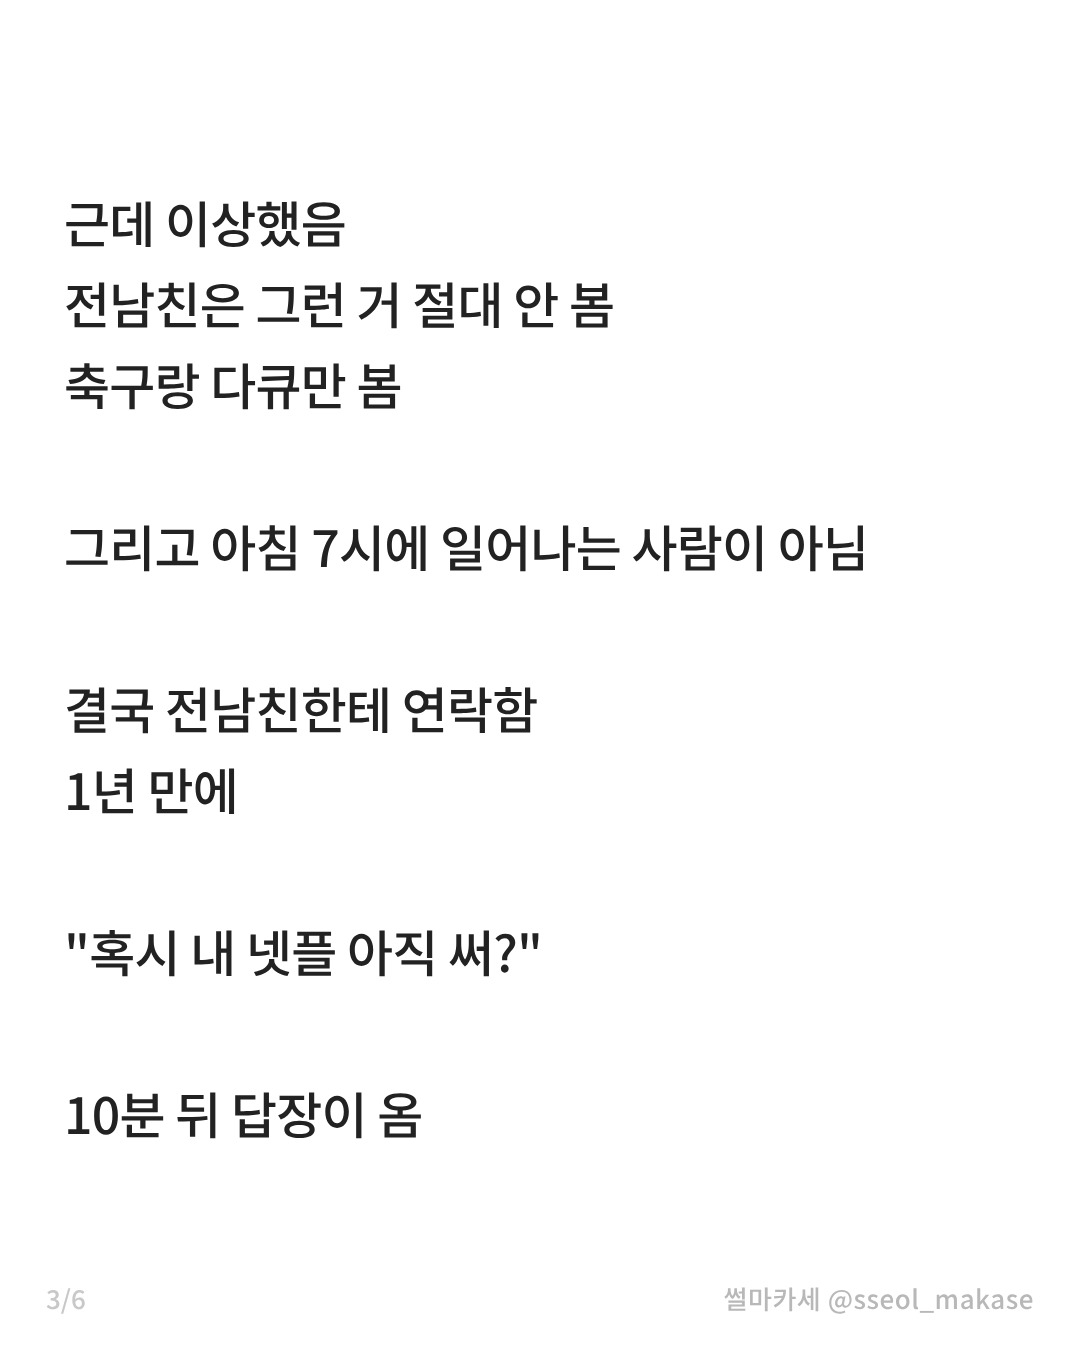 근데 이상했음
전남친은 그런 거 절대 안 봄
축구랑 다큐만 봄
그리고 아침 7시에 일어나는 사람이 아님
결국 전남친한테 연락함
1년 만에
"혹시 내 넷플 아직 써?"
10분 뒤 답장이 옴
3/6
썰마카세 @sseol_makase